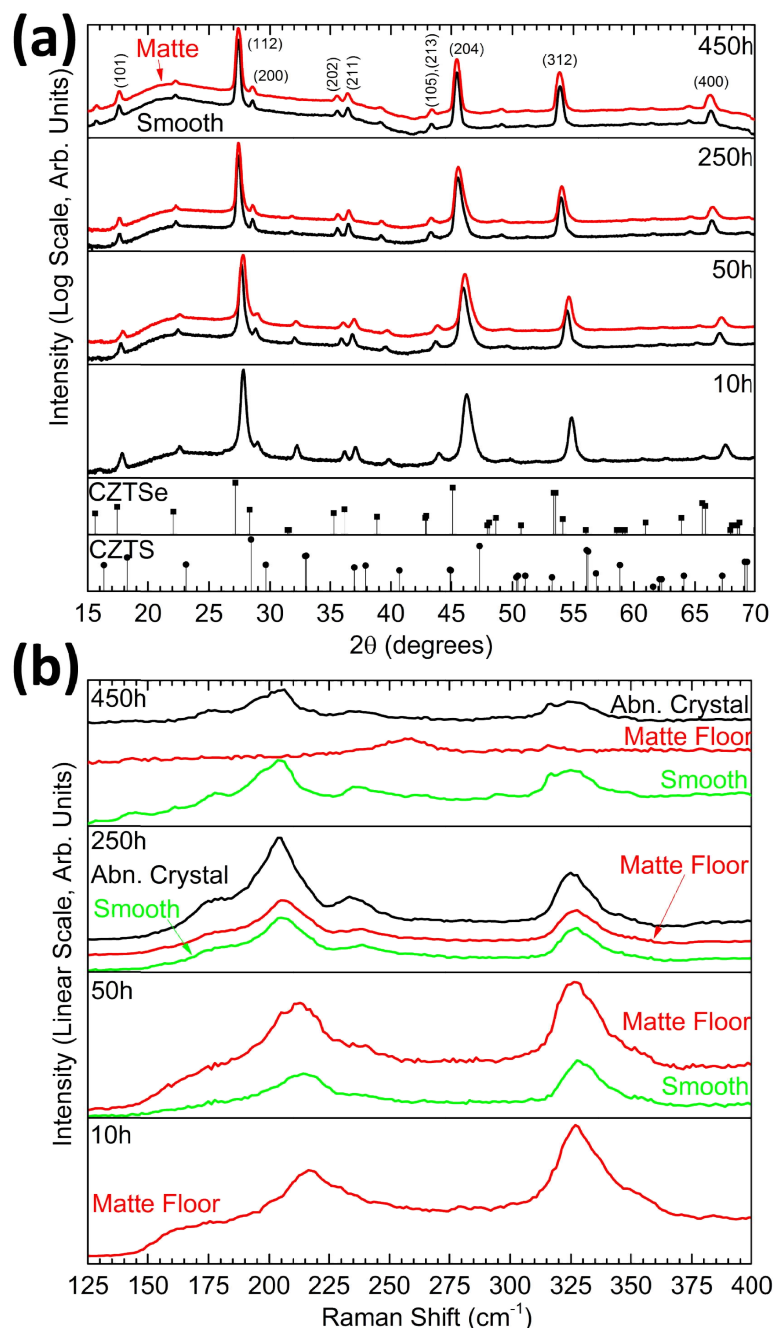 (a)
Matte
Smooth
(101)
(112)
(200)
(202)
(211)
(105),(213)
(204)
(312)
(400)
450h
250h
50h
10h
CZTSe
CZTS
Intensity (Log Scale, Arb. Units)
15 20 25 30 35 40 45 50 55 60 65 70
2θ (degrees)
(b)
450h
Abn. Crystal
Matte Floor
Smooth
250h
Abn. Crystal
Matte Floor
Smooth
50h
Matte Floor
Smooth
10h
Matte Floor
Intensity (Linear Scale, Arb. Units)
125 150 175 200 225 250 275 300 325 350 375 400
Raman Shift (cm⁻¹)